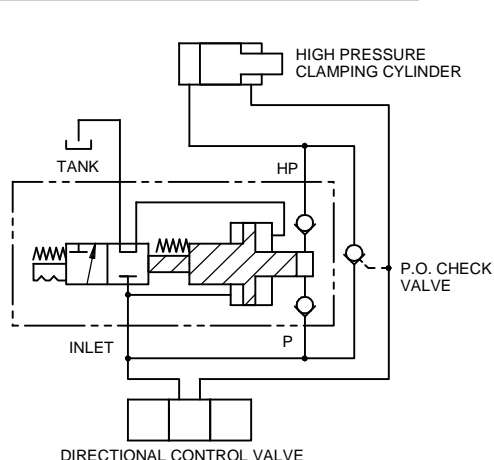 HIGH PRESSURE
CLAMPING CYLINDER
TANK
HP
P.O. CHECK
VALVE
INLET
P
DIRECTIONAL CONTROL VALVE